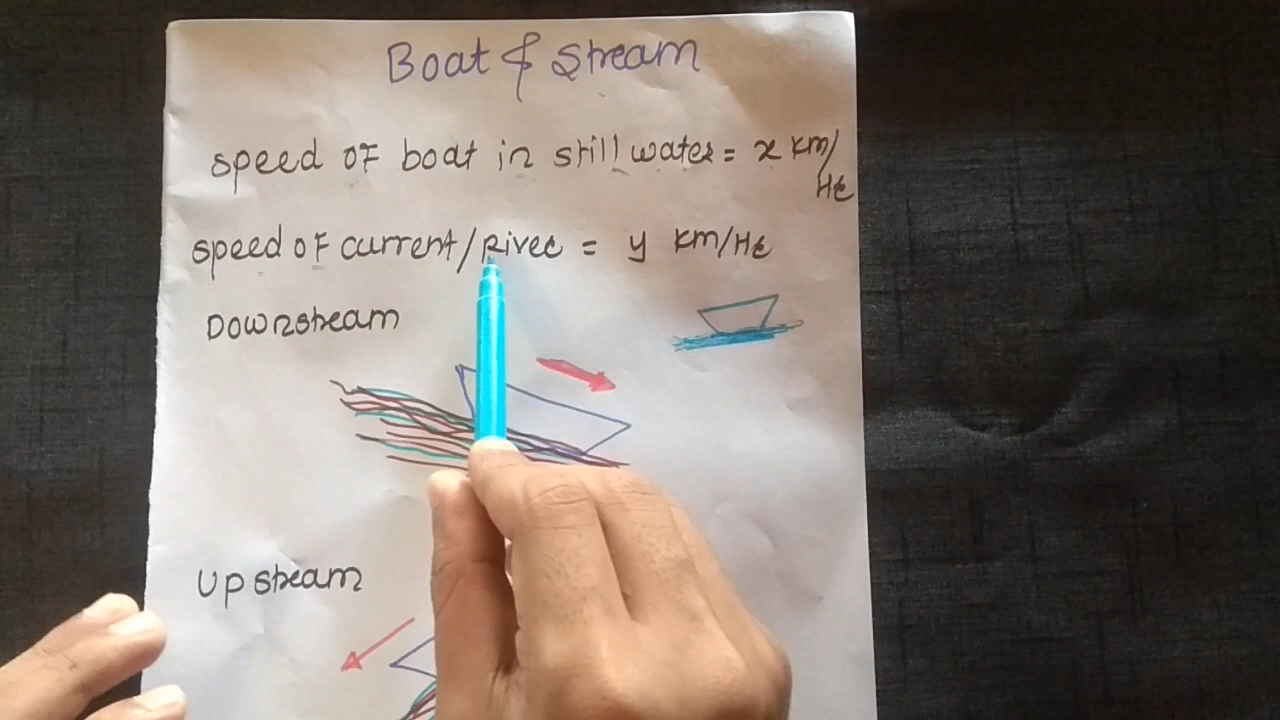 Boat & Stream
speed of boat in still water = x km/
Hr
speed of current/River = y km/Hr
Downstream
Upstream